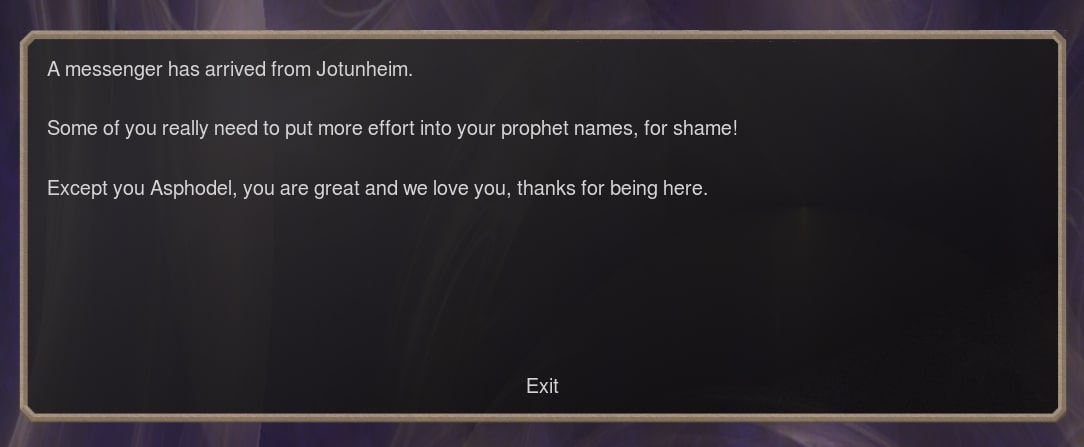 A messenger has arrived from Jotunheim.
Some of you really need to put more effort into your prophet names, for shame!
Except you Asphodel, you are great and we love you, thanks for being here.
Exit